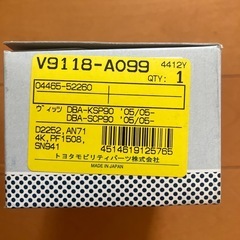 V9118-A099
4412Y
QTY:
1
04465-52260
ヴィッツ DBA-KSP90 '05/05-
DBA-SCP90 '05/05-
D2252,AN71
4K,PF1508,
SN941
トヨタモビリティパーツ株式会社
MADE IN JAPAN
4514619125765